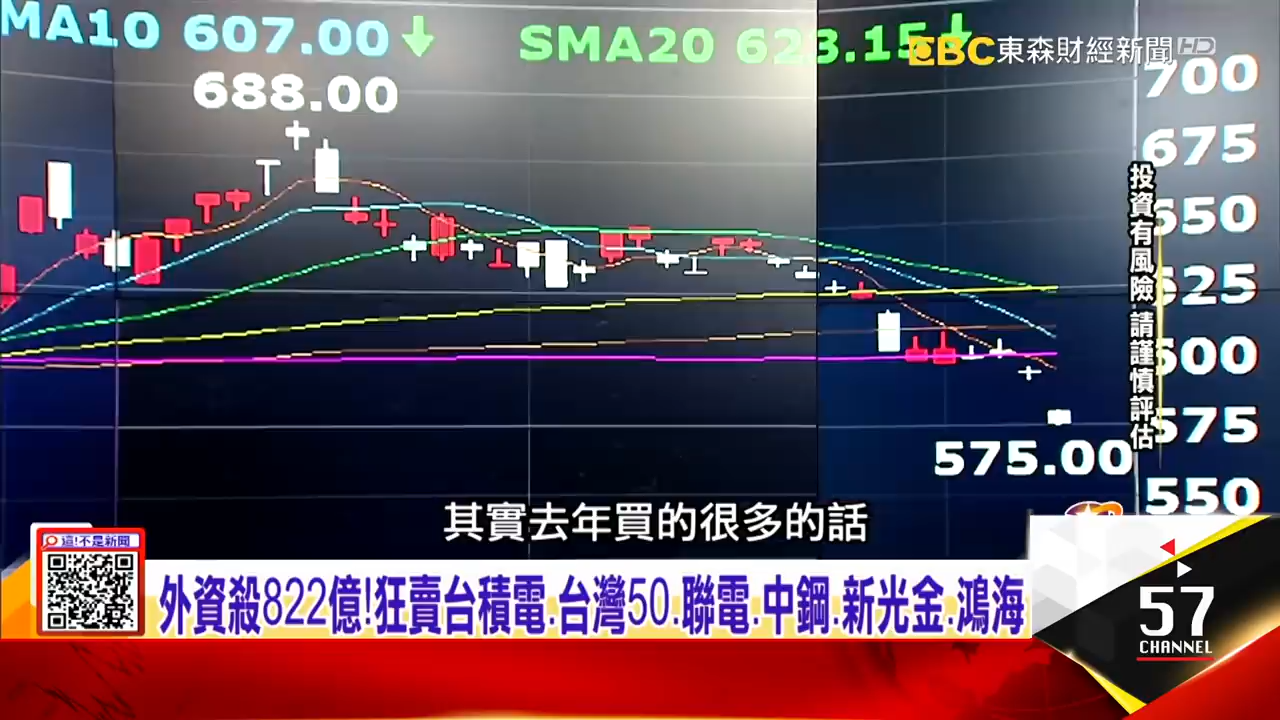 MA10 607.00↓
SMA20 623.15↓
EBC 東森財經新聞 HD
688.00
700
675
650
625
600
575
550
投資有風險 請謹慎評估
575.00
其實去年買的很多的話
這!不是新聞
外資殺822億!狂賣台積電.台灣50.聯電.中鋼.新光金.鴻海
57
CHANNEL